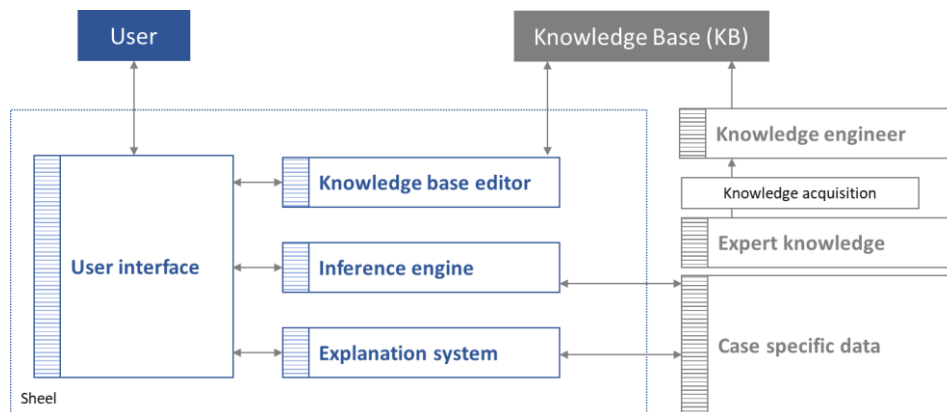 User
Knowledge Base (KB)
Knowledge engineer
Knowledge base editor
Knowledge acquisition
Expert knowledge
User interface
Inference engine
Explanation system
Case specific data
Sheel